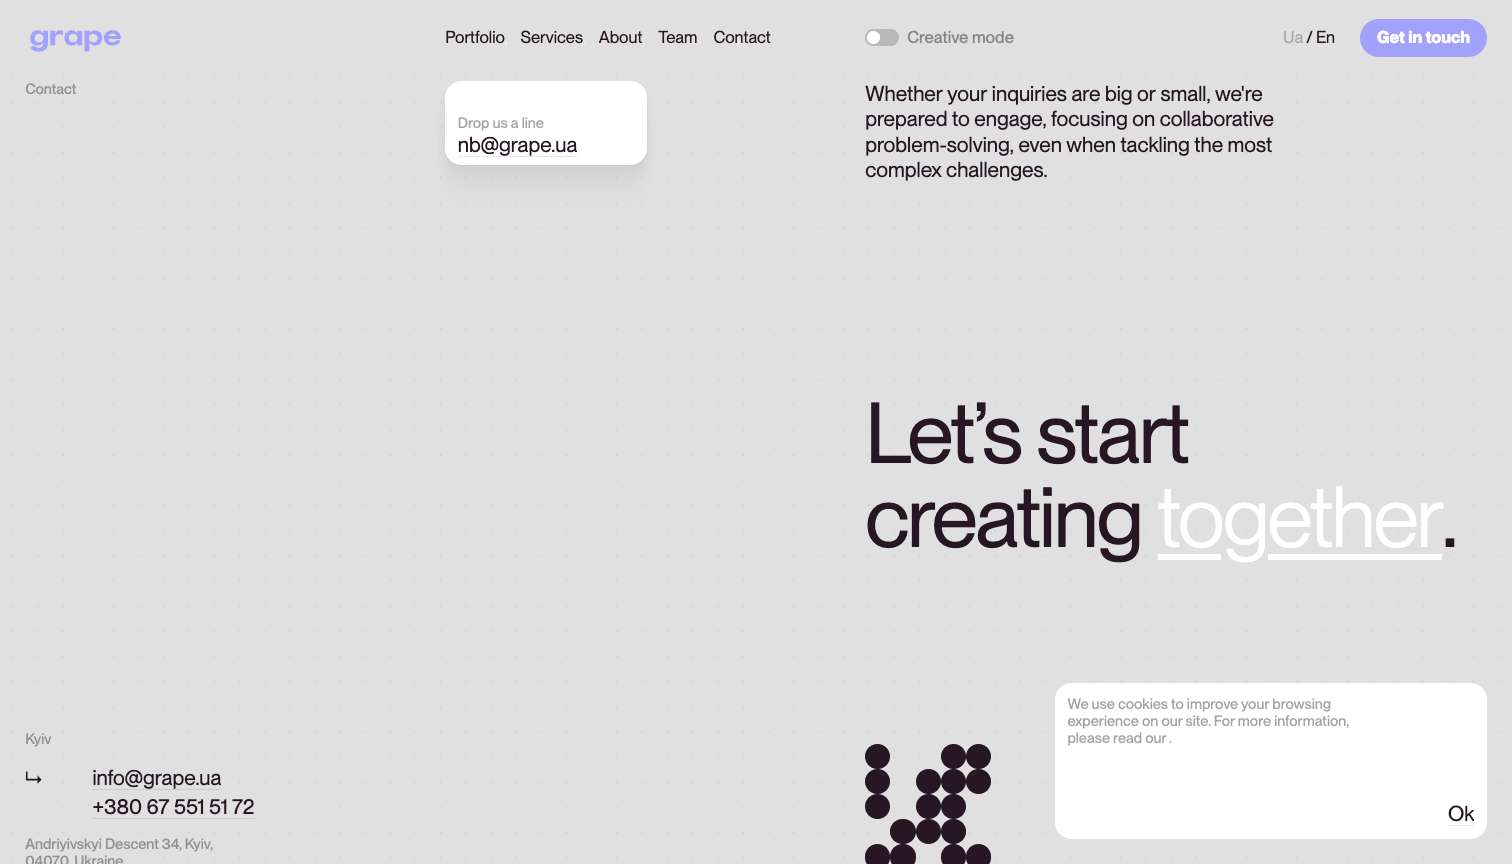 grape
Portfolio Services About Team Contact
Creative mode
Ua / En
Get in touch
Contact
Drop us a line
nb@grape.ua
Whether your inquiries are big or small, we're
prepared to engage, focusing on collaborative
problem-solving, even when tackling the most
complex challenges.
Let’s start
creating together.
Kyiv
info@grape.ua
+380 67 551 51 72
Andriyivskyi Descent 34, Kyiv,
04070, Ukraine
We use cookies to improve your browsing
experience on our site. For more information,
please read our .
Ok